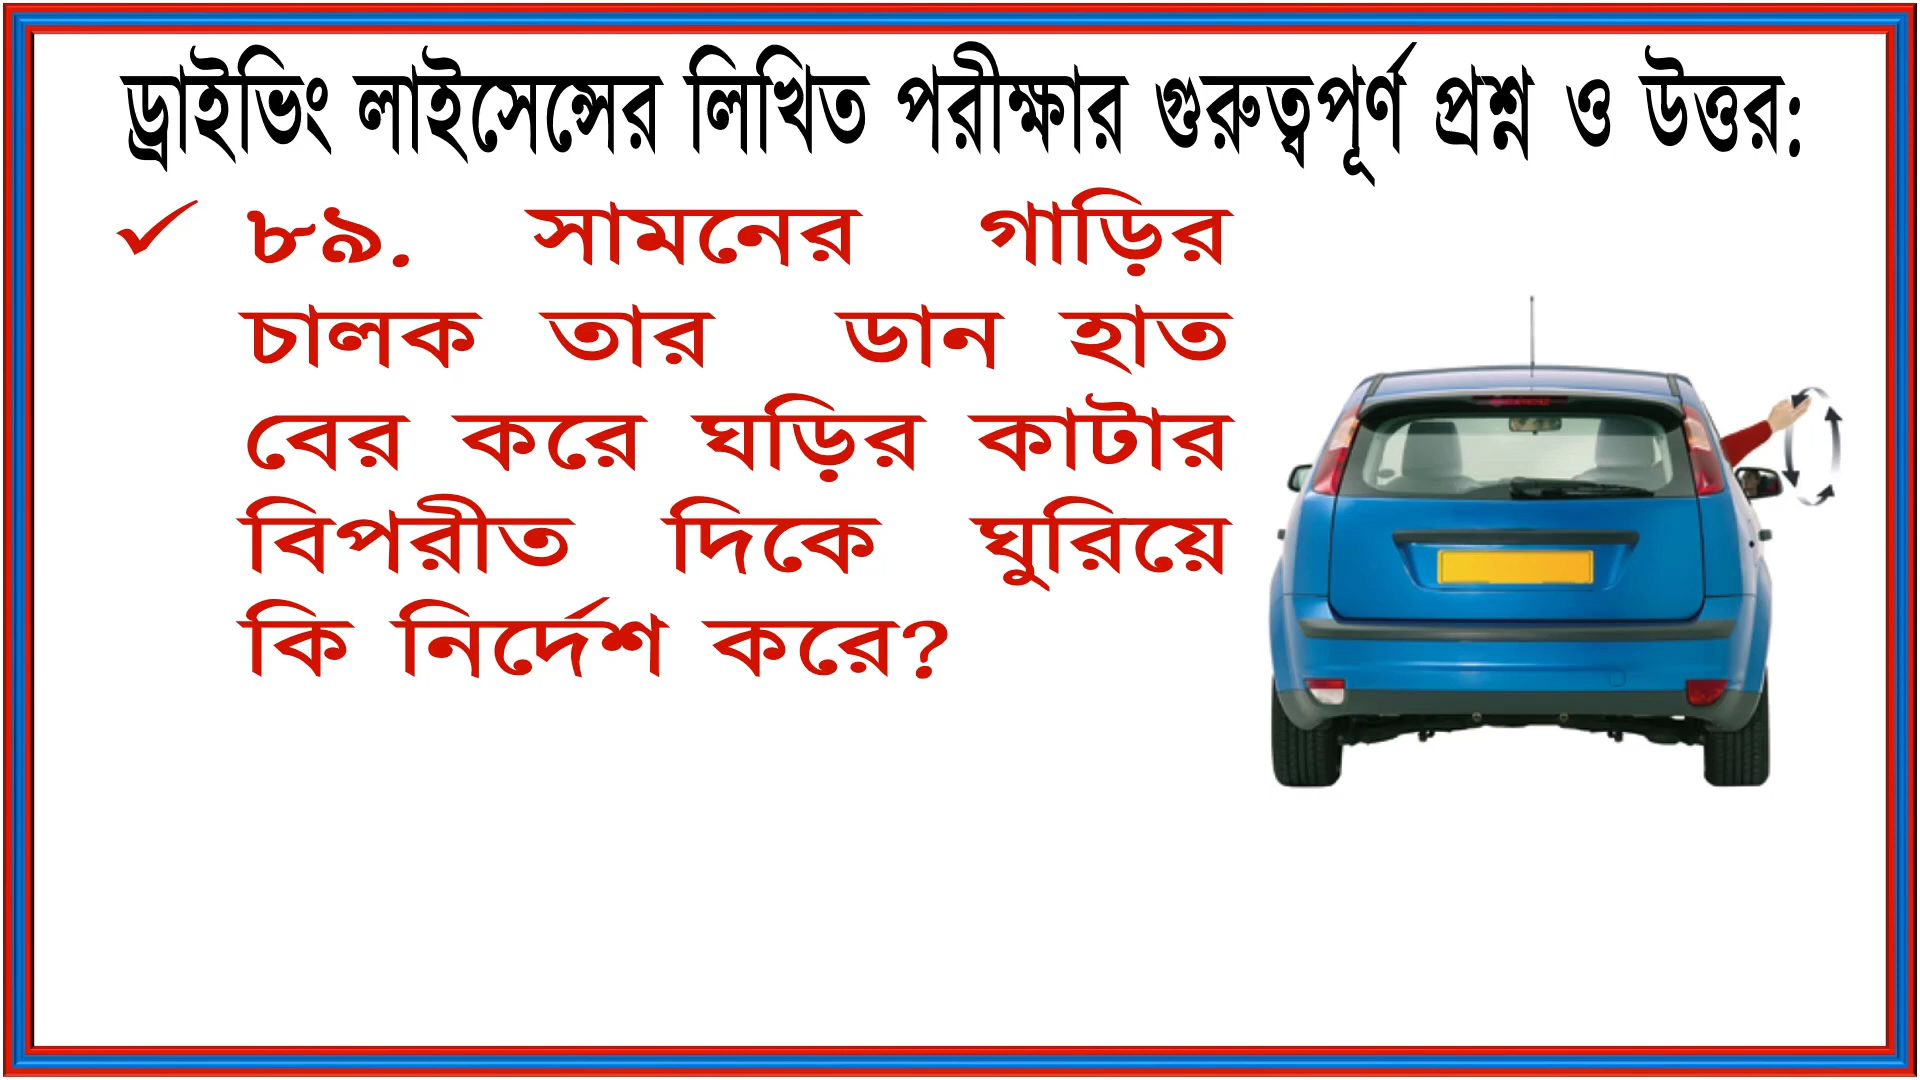 ড্রাইভিং লাইসেন্সের লিখিত পরীক্ষার গুরুত্বপূর্ণ প্রশ্ন ও উত্তর:
✓ ৮৯. সামনের গাড়ির
চালক তার ডান হাত
বের করে ঘড়ির কাটার
বিপরীত দিকে ঘুরিয়ে
কি নির্দেশ করে?